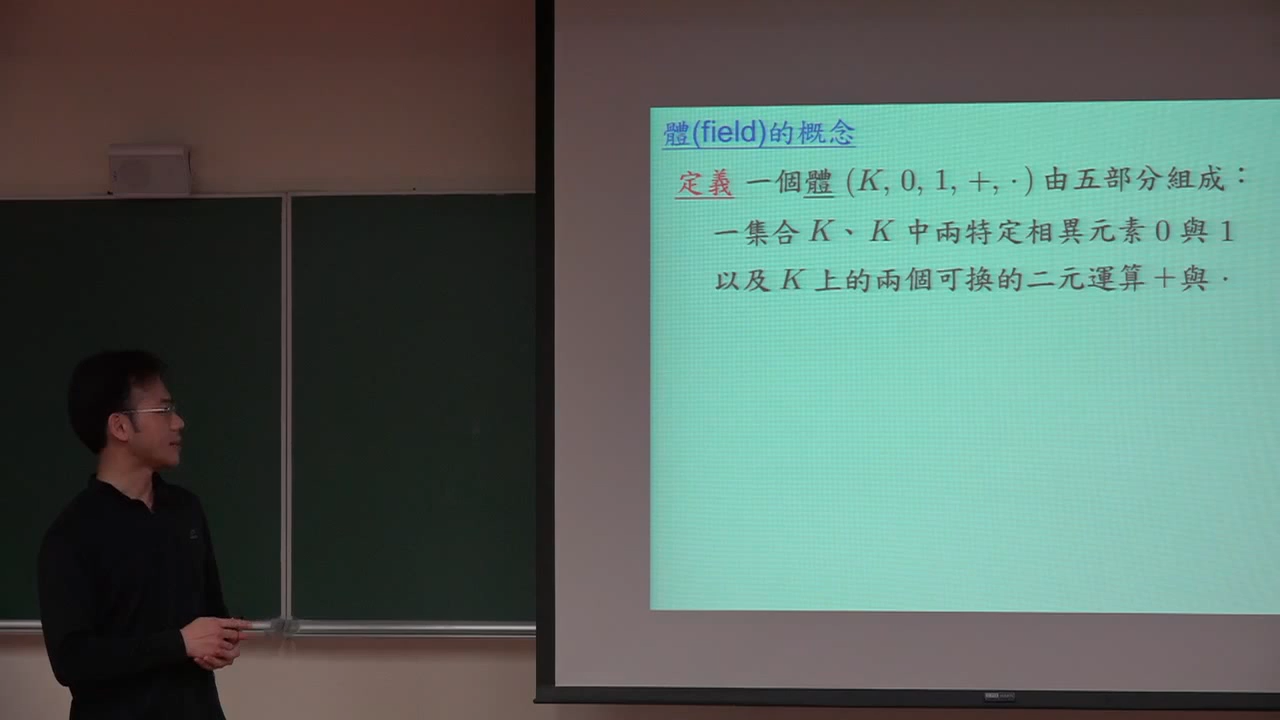 體(field)的概念
定義 一個體 (K, 0, 1, +, ·) 由五部分組成：
一集合 K、K 中兩特定相異元素 0 與 1
以及 K 上的兩個可換的二元運算 + 與 ·